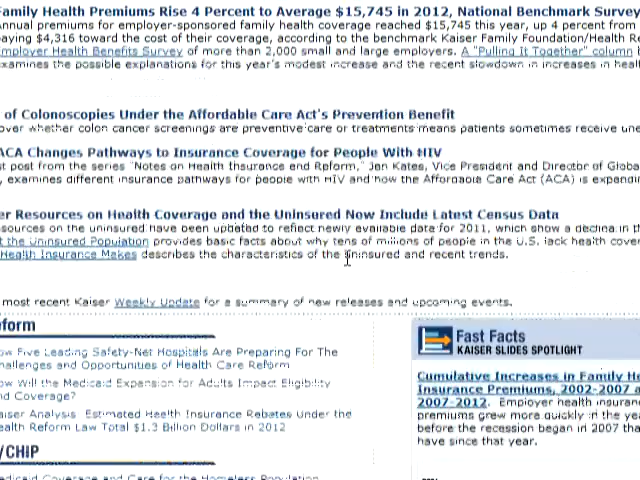 Family Health Premiums Rise 4 Percent to Average $15,745 in 2012, National Benchmark Survey
Annual premiums for employer-sponsored family health coverage reached $15,745 this year, up 4 percent from
paying $4,316 toward the cost of their coverage, according to the benchmark Kaiser Family Foundation/Health Re
Employer Health Benefits Survey of more than 2,000 small and large employers. A "Pulling It Together" column
examines the possible explanations for this year's modest increase and the recent slowdown in increases in heal
of Colonoscopies Under the Affordable Care Act's Prevention Benefit
over whether colon cancer screenings are preventive care or treatments means patients sometimes receive une
ACA Changes Pathways to Insurance Coverage for People With HIV
st post from the series "Notes on Health Insurance and Reform," Jen Kates, Vice President and Director of Globa
, examines different insurance pathways for people with HIV and how the Affordable Care Act (ACA) is expandin
er Resources on Health Coverage and the Uninsured Now Include Latest Census Data
sources on the uninsured have been updated to reflect newly available data for 2011, which show a decline in th
t the Uninsured Population provides basic facts about why tens of millions of people in the U.S. lack health cover
Health Insurance Makes describes the characteristics of the uninsured and recent trends.
most recent Kaiser Weekly Update for a summary of new releases and upcoming events.
eform
ow Five Leading Safety-Net Hospitals Are Preparing For The
hallenges and Opportunities of Health Care Reform
ow Will the Medicaid Expansion for Adults Impact Eligibility
nd Coverage?
aiser Analysis Estimated Health Insurance Rebates Under the
ealth Reform Law Total $1.3 Billion Dollars in 2012
/CHIP
edicaid Coverage and Care for the Homeless Population
Fast Facts
KAISER SLIDES SPOTLIGHT
Cumulative Increases in Family He
Insurance Premiums, 2002-2007 a
2007-2012. Employer health insuran
premiums grew more quickly in the yea
before the recession began in 2007 tha
have since that year.